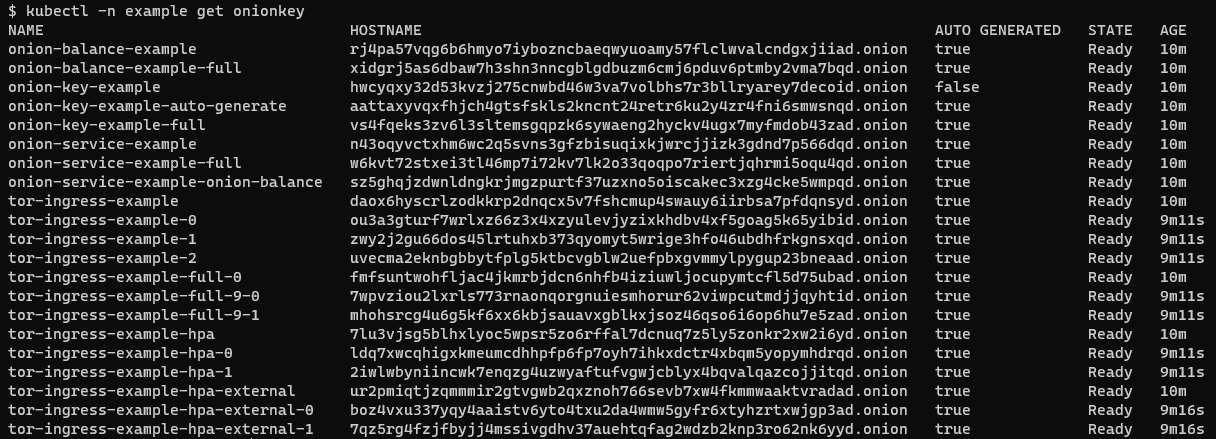 $ kubectl -n example get onionkey
NAME HOSTNAME AUTO GENERATED STATE AGE
onion-balance-example rj4pa57vqg6b6hmyo7iybozncbaeqwyuoamy57flclwvalcndgxjiiad.onion true Ready 10m
onion-balance-example-full xidgrj5as6dbaw7h3shn3nncgblgdbuzm6cmj6pduv6ptmby2vma7bqd.onion true Ready 10m
onion-key-example hwcyqxy32d53kvzj275cnwbd46w3va7volbhs7r3bllryarey7decoid.onion false Ready 10m
onion-key-example-auto-generate aattaxyvqxfhjch4gtsfskls2kncnt24retr6ku2y4zr4fni6smwsnqd.onion true Ready 10m
onion-key-example-full vs4fqeks3zv6l3sltemsgqpzk6sywaeng2hyckv4ugx7myfmdob43zad.onion true Ready 10m
onion-service-example n43oqyvctxhm6wc2q5svns3gfzbisuqixkjwrcjjizk3gdnd7p566dqd.onion true Ready 10m
onion-service-example-full w6kvt72stxei3tl46mp7i72kv7lk2o33qoqpo7riertjqhrmi5oqu4qd.onion true Ready 10m
onion-service-example-onion-balance sz5ghqjzdwnldngkrjmgzpurtf37uzxno5oiscakec3xzg4cke5wmpqd.onion true Ready 10m
tor-ingress-example daox6hyscrlzodkkrp2dnqcx5v7fshcmup4swauy6iirbsa7pfdqnsyd.onion true Ready 10m
tor-ingress-example-0 ou3a3gturf7wrlxz66z3x4xzyulevjyzixkhdbv4xf5goag5k65yibid.onion true Ready 9m11s
tor-ingress-example-1 zwy2j2gu66dos45lrtuhxb373qyomyt5wrige3hfo46ubdhfrkgnsxqd.onion true Ready 9m11s
tor-ingress-example-2 uvecma2eknbgbbytfplg5ktbcvgblw2uefpbxgvmmylpygup23bneaad.onion true Ready 9m11s
tor-ingress-example-full-0 fmfsuntwohfljac4jkmrbjdcn6nhfb4iziuwljocupymtcfl5d75ubad.onion true Ready 10m
tor-ingress-example-full-9-0 7wpvziou2lxrls773rnaonqorgnuiesmhorur62viwpcutmdjjqyhtid.onion true Ready 9m11s
tor-ingress-example-full-9-1 mhohsrcg4u6g5kf6xx6kbjsauavxgblkxjsoz46qso6i6op6hu7e5zad.onion true Ready 9m11s
tor-ingress-example-hpa 7lu3vjsg5blhxlyoc5wpsr5zo6rffal7dcnuq7z5ly5zonkr2xw2i6yd.onion true Ready 10m
tor-ingress-example-hpa-0 ldq7xwcqhigxkmeumcdhhpfp6fp7oyh7ihkxdctr4xbqm5yopymhdrqd.onion true Ready 9m11s
tor-ingress-example-hpa-1 2iwlwbyniincwk7enqzg4uzwyaftufvgwjcblyx4bqvalqazcojjitqd.onion true Ready 9m11s
tor-ingress-example-hpa-external ur2pmiqtjzqmmmir2gtvgwb2qxznoh766sevb7xw4fkmmwaaktvradad.onion true Ready 10m
tor-ingress-example-hpa-external-0 boz4vxu337yqy4aaistv6yto4txu2da4wmw5gyfr6xtyhzrtxwjgp3ad.onion true Ready 9m16s
tor-ingress-example-hpa-external-1 7qz5rg4fzjfbyjj4mssivgdhv37auehtqfag2wdzb2knp3ro62nk6yyd.onion true Ready 9m16s